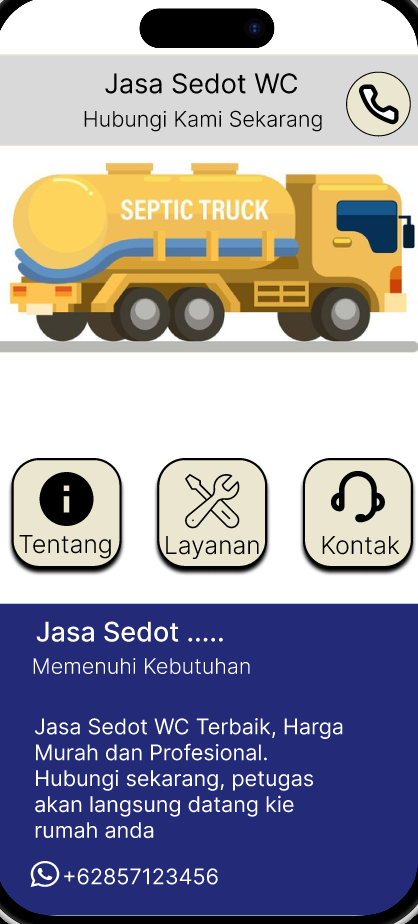 Jasa Sedot WC
Hubungi Kami Sekarang
SEPTIC TRUCK
Tentang
Layanan
Kontak
Jasa Sedot .....
Memenuhi Kebutuhan
Jasa Sedot WC Terbaik, Harga
Murah dan Profesional.
Hubungi sekarang, petugas
akan langsung datang kie
rumah anda
+62857123456